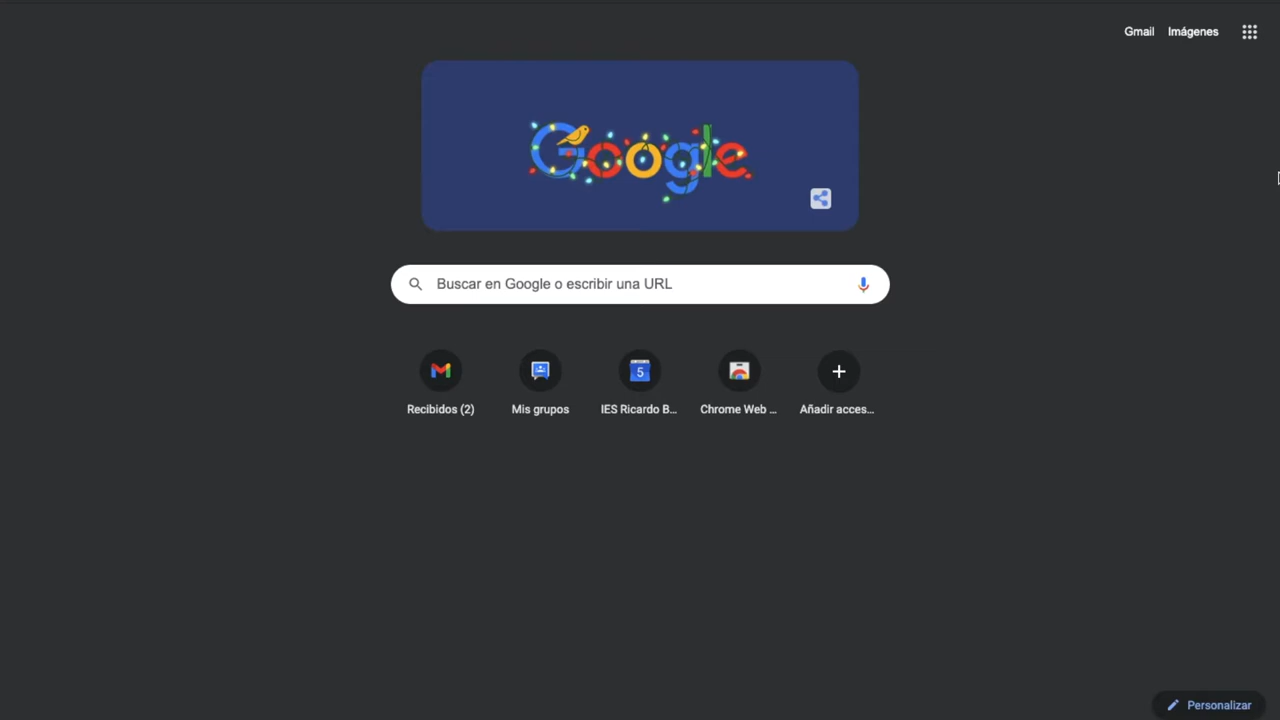 Gmail Imágenes
Google
Buscar en Google o escribir una URL
5
Recibidos (2) Mis grupos IES Ricardo B... Chrome Web ... Añadir acces...
Personalizar